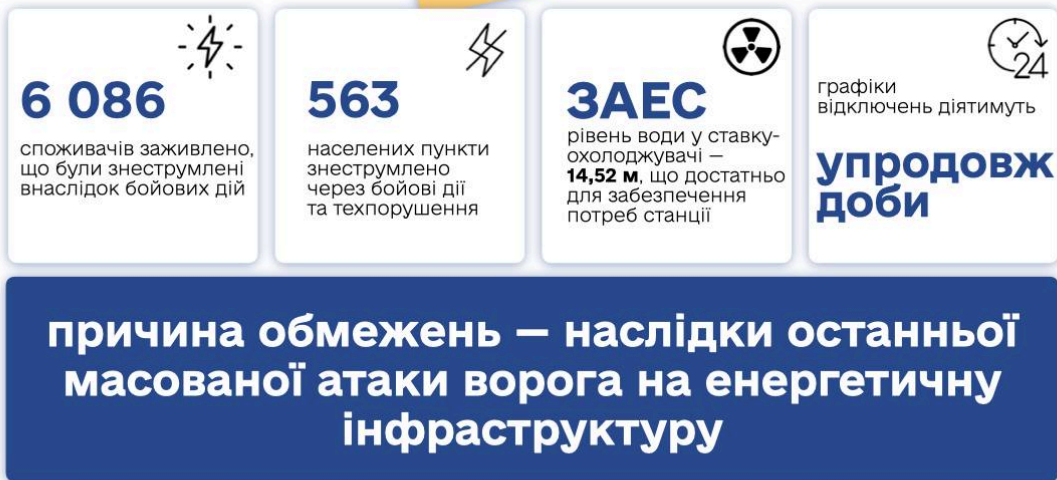 6 086
споживачів заживлено,
що були знеструмлені
внаслідок бойових дій
563
населених пункти
знеструмлено
через бойові дії
та техпорушення
ЗАЕС
рівень води у ставку-
охолоджувачі —
14,52 м, що достатньо
для забезпечення
потреб станції
24
графіки
відключень діятимуть
упродовж
доби
причина обмежень — наслідки останньої
масованої атаки ворога на енергетичну
інфраструктуру